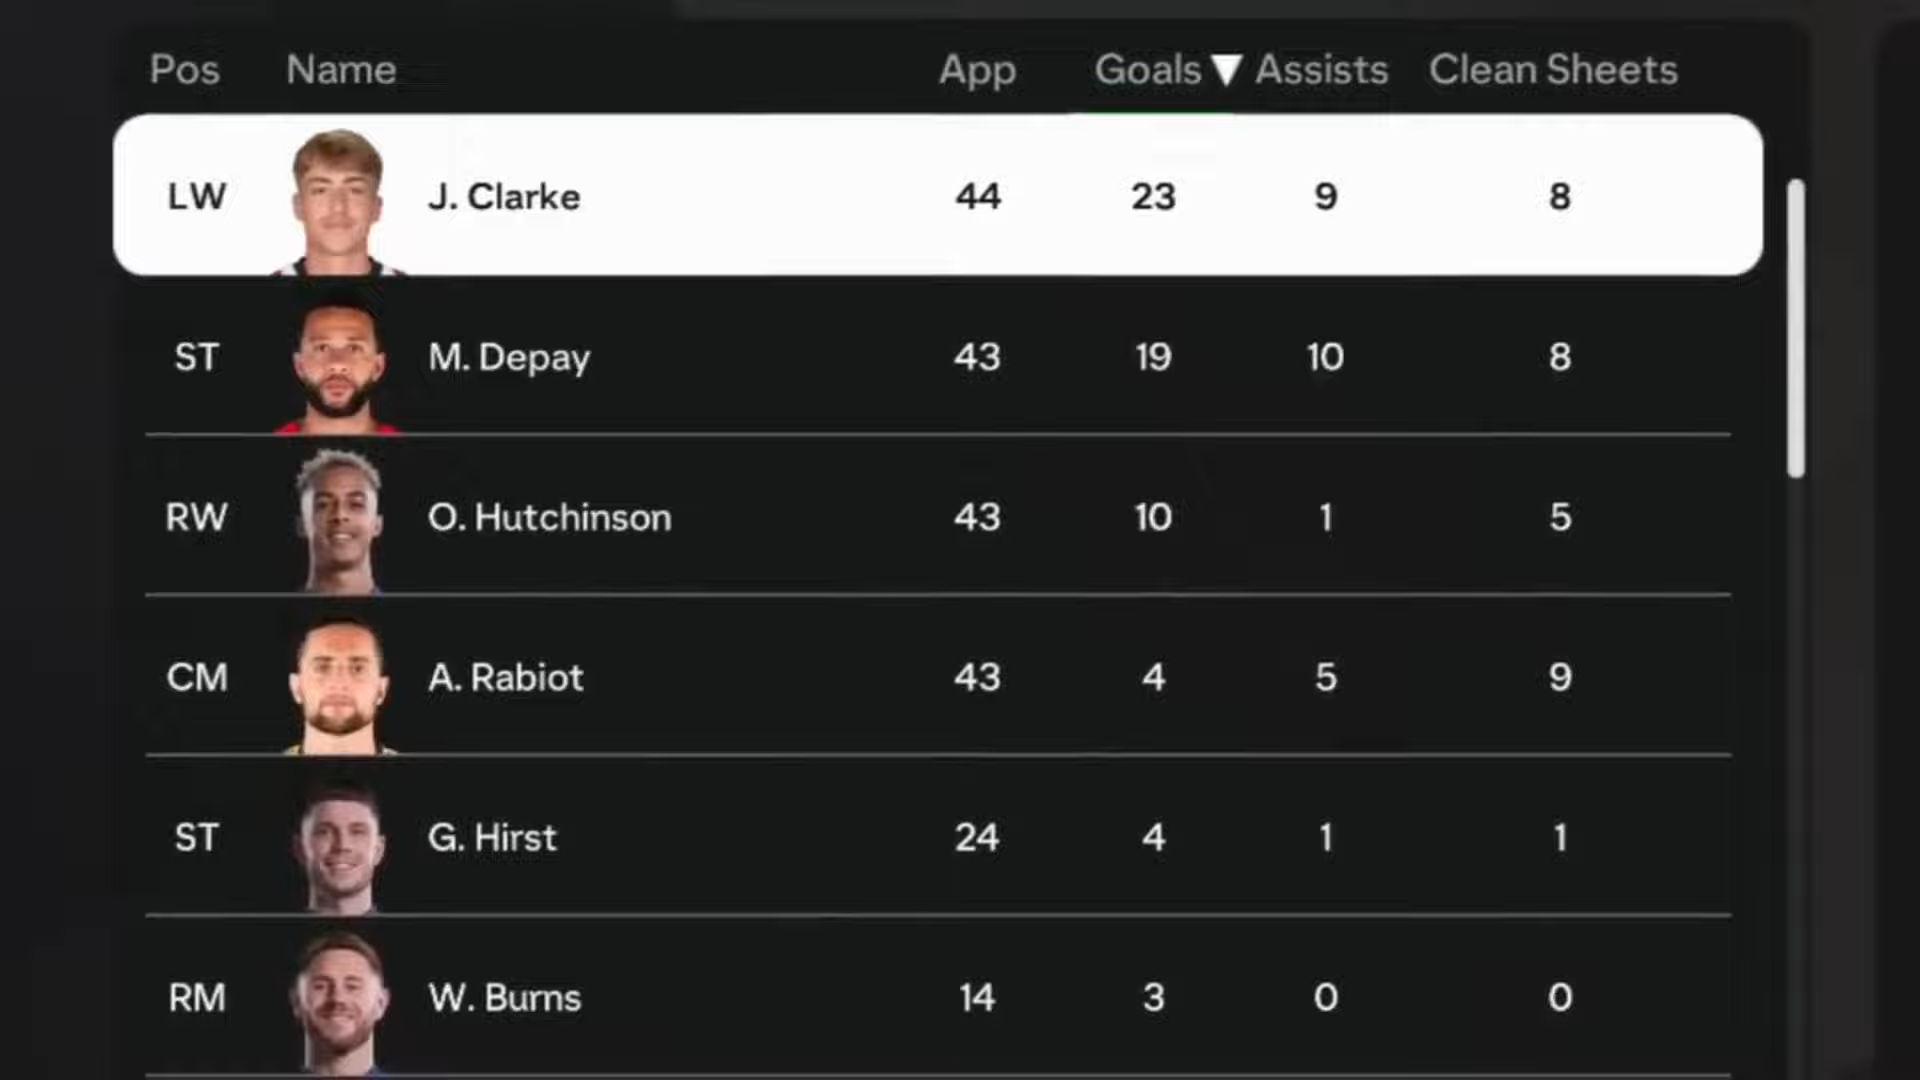 Pos Name App Goals ▼ Assists Clean Sheets
LW J. Clarke 44 23 9 8
ST M. Depay 43 19 10 8
RW O. Hutchinson 43 10 1 5
CM A. Rabiot 43 4 5 9
ST G. Hirst 24 4 1 1
RM W. Burns 14 3 0 0